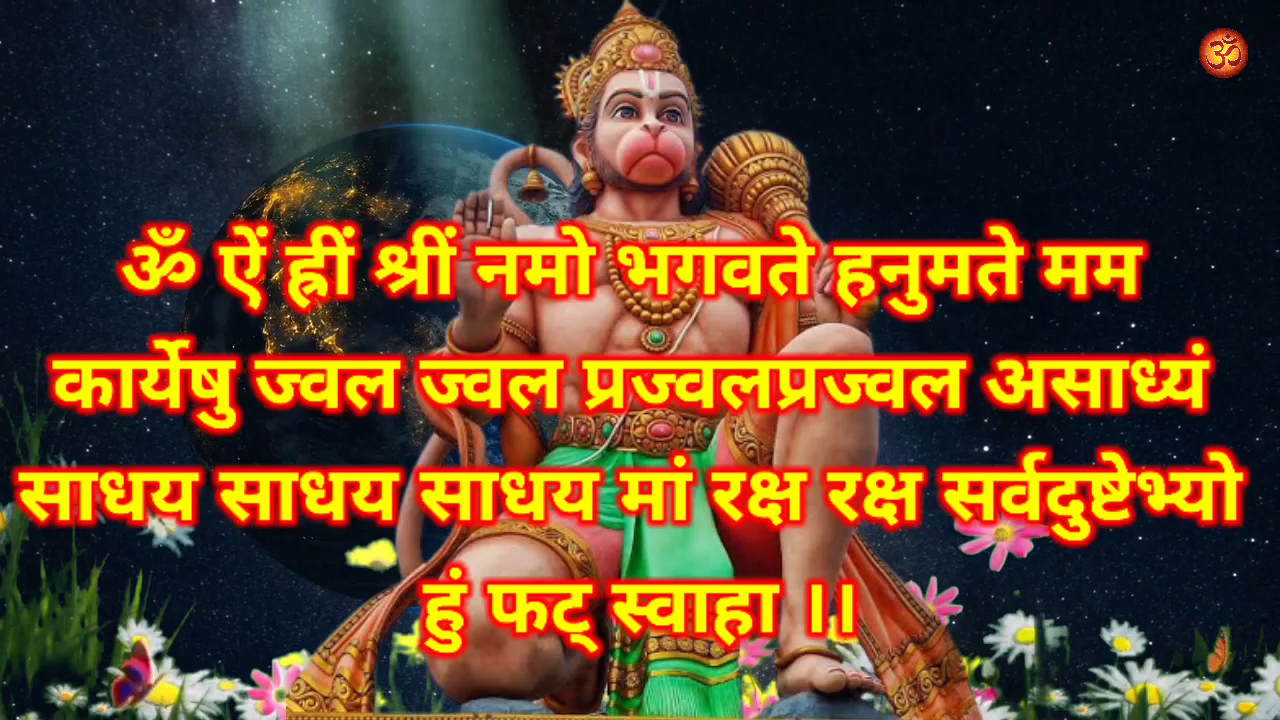 ॐ
ॐ ऐं ह्रीं श्रीं नमो भगवते हनुमते मम
कार्येषु ज्वल ज्वल प्रज्वलप्रज्वल असाध्यं
साधय साधय साधय मां रक्ष रक्ष सर्वदुष्टेभ्यो
हुं फट् स्वाहा ।।